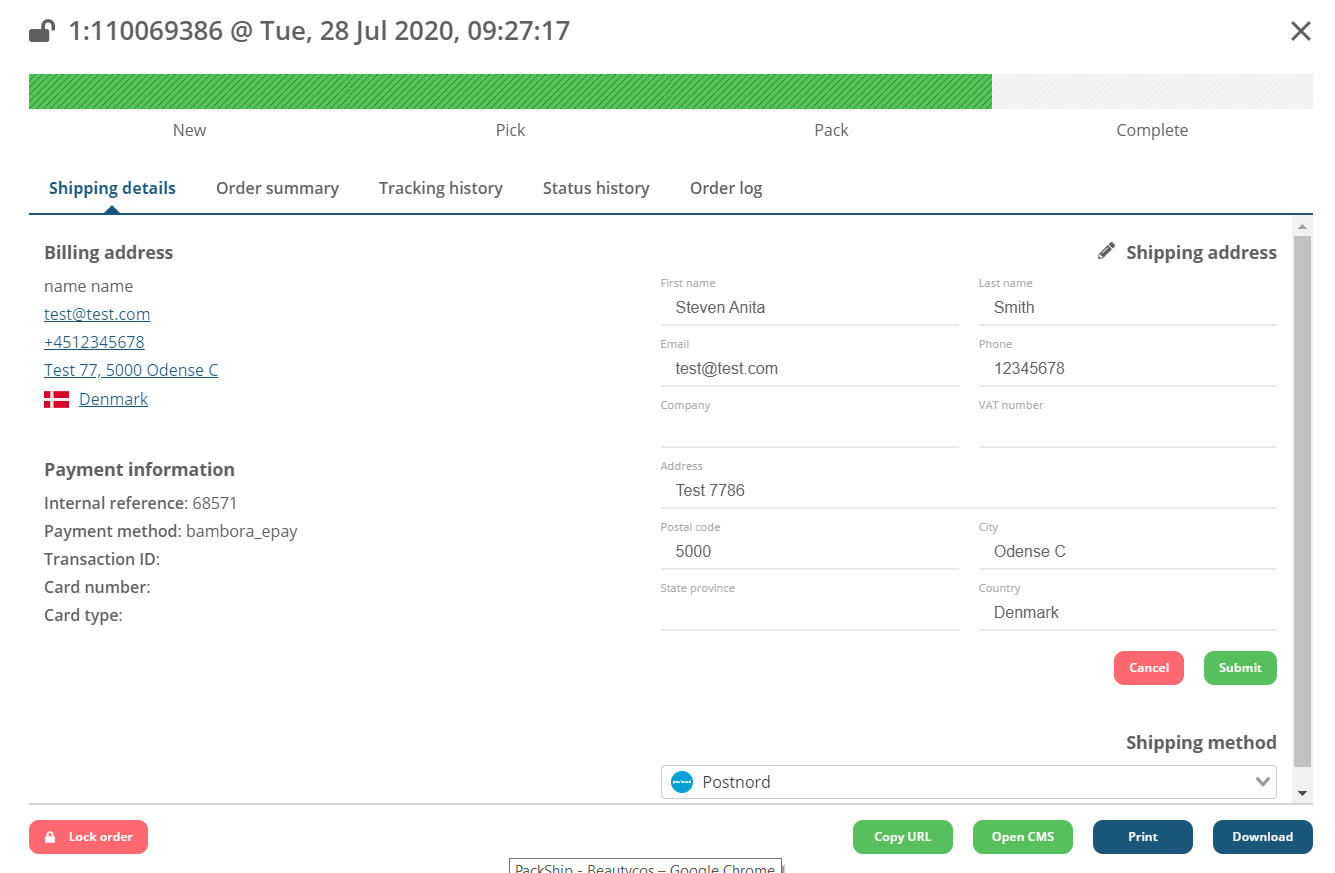 1:110069386 @ Tue, 28 Jul 2020, 09:27:17
New Pick Pack Complete
Shipping details Order summary Tracking history Status history Order log
Billing address
name name
test@test.com
+4512345678
Test 77, 5000 Odense C
Denmark
Payment information
Internal reference: 68571
Payment method: bambora_epay
Transaction ID:
Card number:
Card type:
Shipping address
First name Last name
Steven Anita Smith
Email Phone
test@test.com 12345678
Company VAT number
Address
Test 7786
Postal code City
5000 Odense C
State province Country
Denmark
Cancel Submit
Shipping method
Postnord
Lock order Copy URL Open CMS Print Download
PackShip - Beautycos – Google Chrome